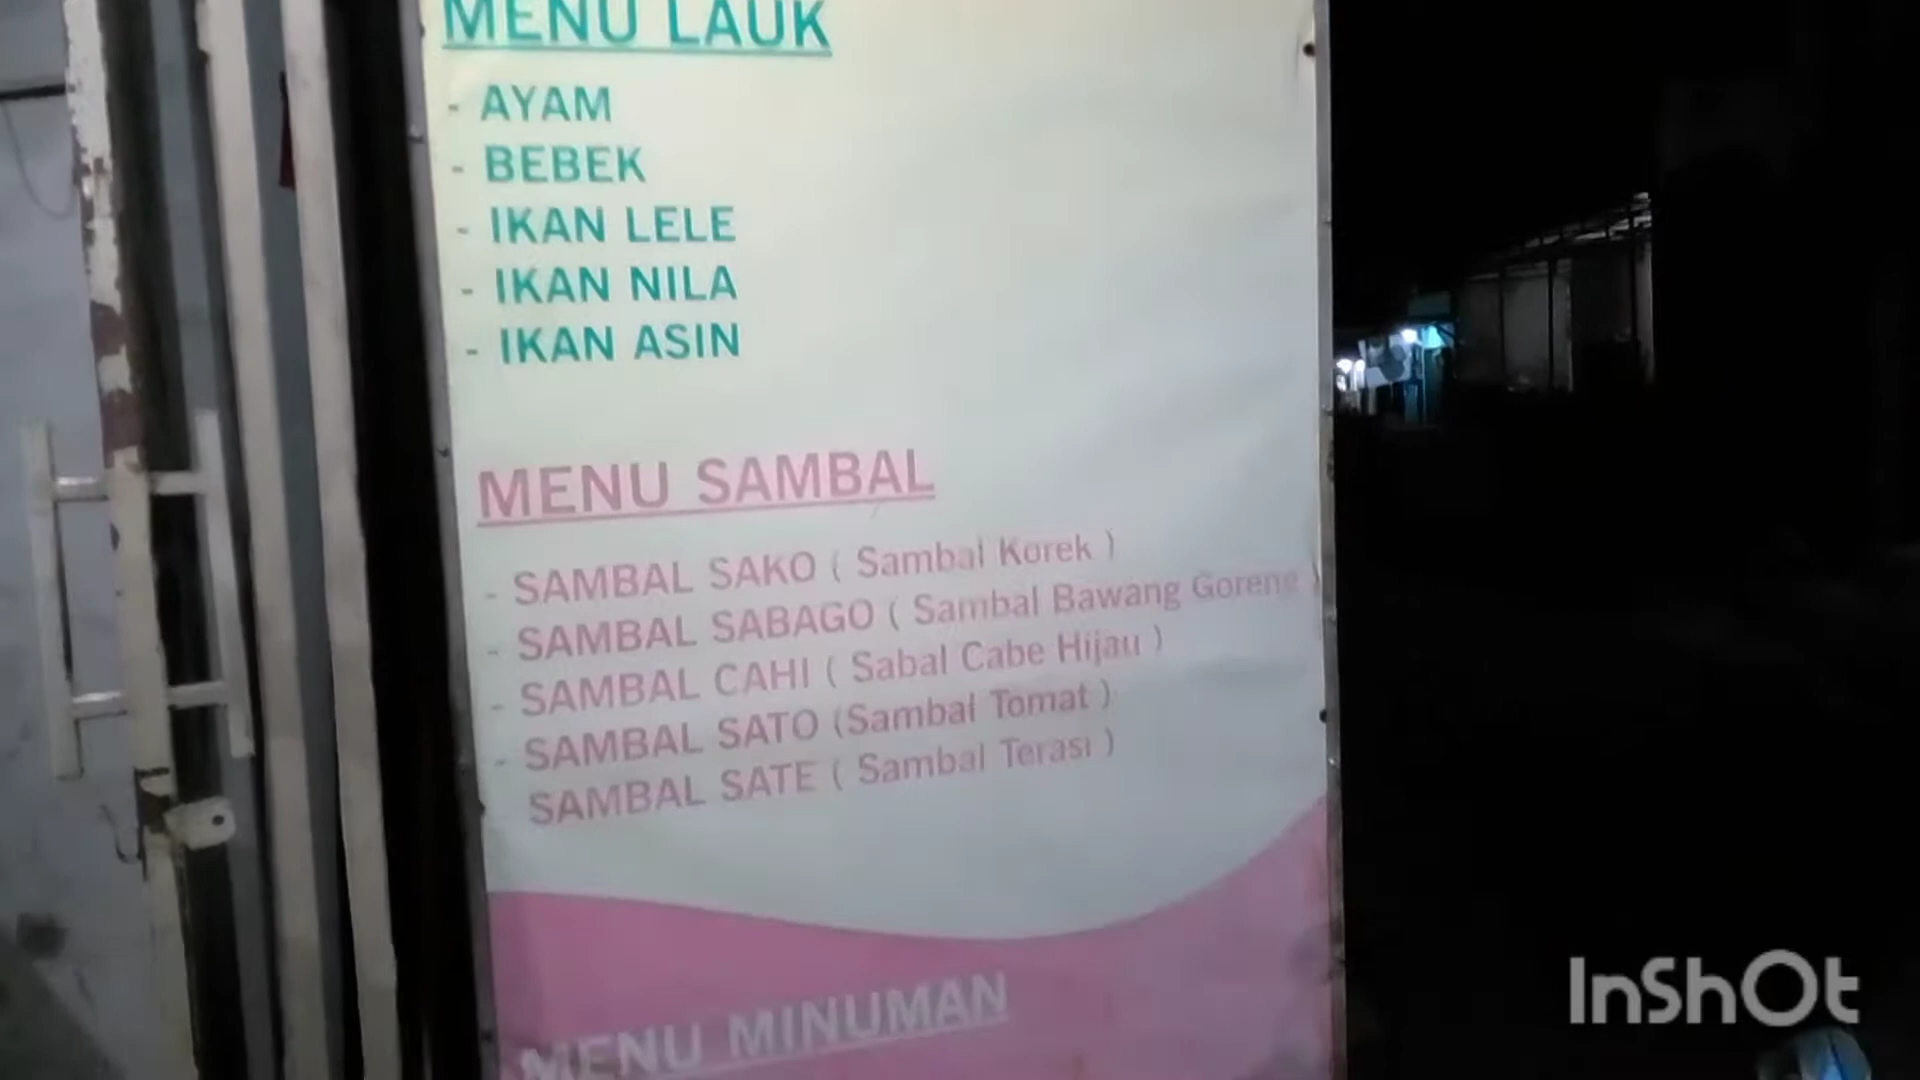 MENU LAUK
- AYAM
- BEBEK
- IKAN LELE
- IKAN NILA
- IKAN ASIN
MENU SAMBAL
- SAMBAL SAKO ( Sambal Korek )
- SAMBAL SABAGO ( Sambal Bawang Goreng )
- SAMBAL CAHI ( Sabal Cabe Hijau )
- SAMBAL SATO (Sambal Tomat )
SAMBAL SATE ( Sambal Terasi )
MENU MINUMAN
InShOt